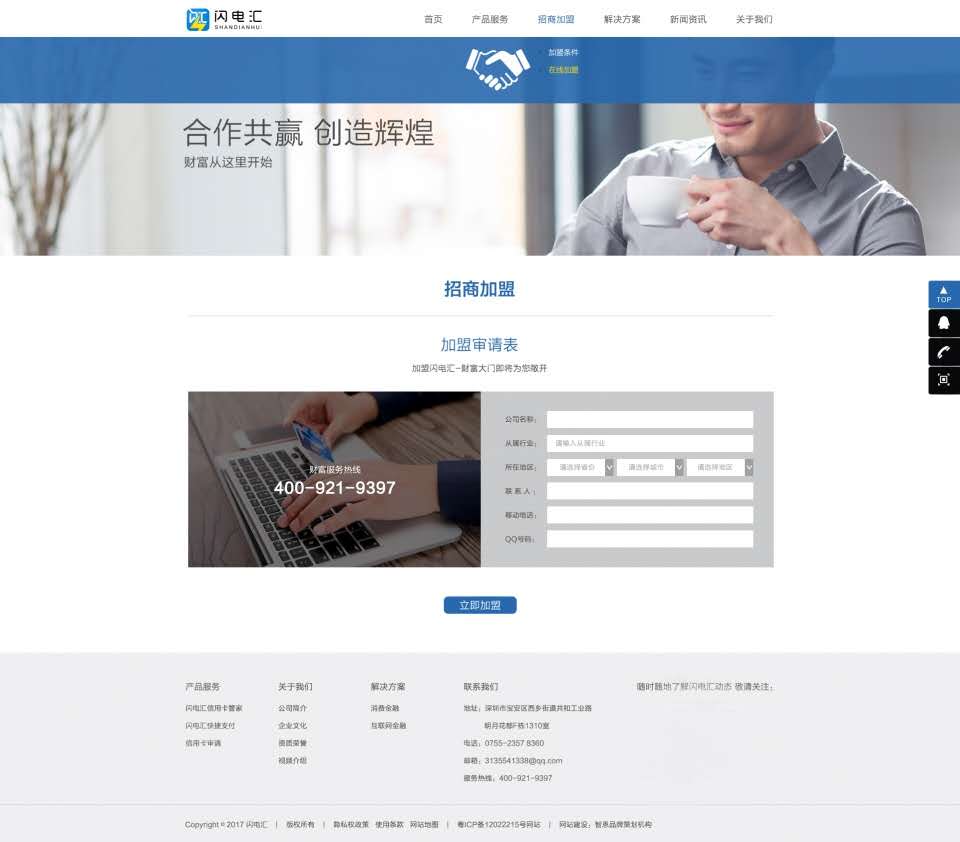 闪电汇
SHANDIANHUI
首页 产品服务 招商加盟 解决方案 新闻资讯 关于我们
加盟条件
在线加盟
合作共赢 创造辉煌
财富从这里开始
TOP
招商加盟
加盟审请表
加盟闪电汇-财富大门即将为您敞开
财富服务热线
400-921-9397
公司名称：
从属行业： 请输入从属行业
所在地区： 请选择省份 请选择城市 请选择地区
联 系 人 ：
移动电话：
QQ号码：
立即加盟
产品服务 关于我们 解决方案 联系我们 随时随地了解闪电汇动态 敬请关注：
闪电汇信用卡管家 公司简介 消费金融 地址：深圳市宝安区西乡街道共和工业路
闪电汇快捷支付 企业文化 互联网金融 明月花都F栋1310室
信用卡审请 资质荣誉 电话：0755-2357 8360
视频介绍 邮箱：3135541338@qq.com
服务热线：400-921-9397
Copyright © 2017 闪电汇 | 版权所有 | 隐私权政策 使用条款 网站地图 | 粤ICP备12022215号网站 | 网站建设：智恩品牌策划机构